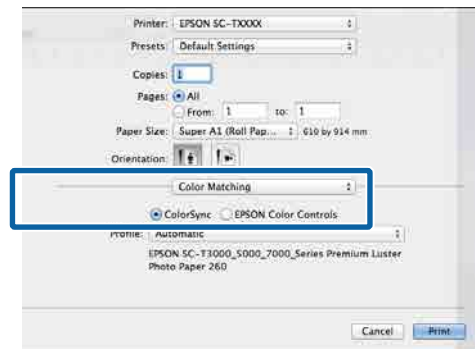 Printer: EPSON SC-TXXXX
Presets: Default Settings
Copies: 1
Pages: All
From: 1 to: 1
Paper Size: Super A1 (Roll Pap... 610 by 914 mm
Orientation:
Color Matching
ColorSync EPSON Color Controls
Profile: Automatic
EPSON SC-T3000_5000_7000_Series Premium Luster
Photo Paper 260
Cancel Print